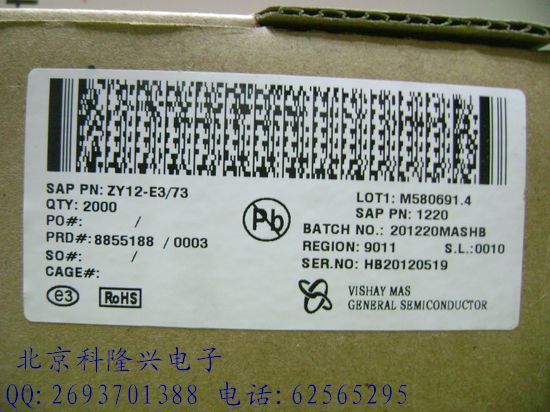 SAP PN: ZY12-E3/73
QTY: 2000
PO#: /
PRD#: 8855188 / 0003
SO#: /
CAGE#:
e3 RoHS
Pb
LOT1: M580691.4
SAP PN: 1220
BATCH NO.: 201220MASHB
REGION: 9011 S.L.:0010
SER.NO: HB20120519
VISHAY MAS
GENERAL SEMICONDUCTOR
北京科隆兴电子
QQ: 2693701388 电话: 62565295